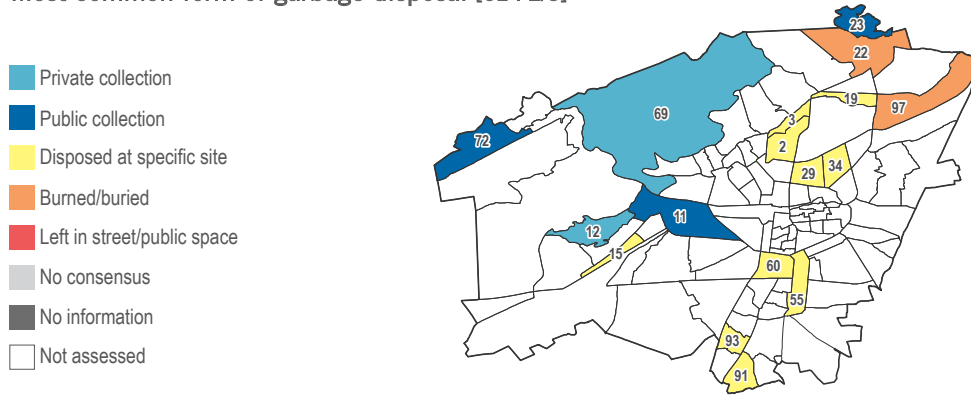 Private collection
Public collection
Disposed at specific site
Burned/buried
Left in street/public space
No consensus
No information
Not assessed
23
22
19
97
69
3
2
72
29
34
11
12
15
60
55
93
91